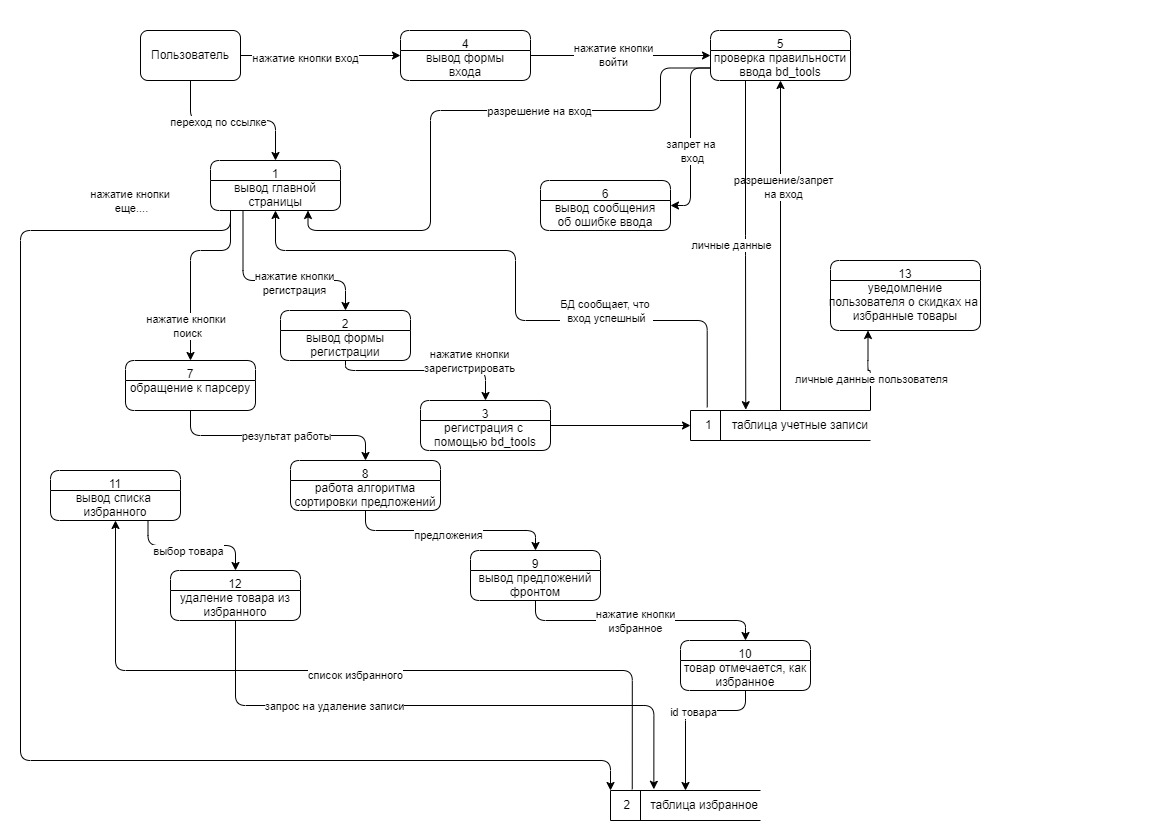 Пользователь
нажатие кнопки вход
4
вывод формы
входа
нажатие кнопки
войти
5
проверка правильности
ввода bd_tools
разрешение на вход
переход по ссылке
запрет на
вход
1
вывод главной
страницы
нажатие кнопки
еще....
6
вывод сообщения
об ошибке ввода
разрешение/запрет
на вход
личные данные
13
уведомление
пользователя о скидках на
избранные товары
нажатие кнопки
регистрация
БД сообщает, что
вход успешный
нажатие кнопки
поиск
2
вывод формы
регистрации
нажатие кнопки
зарегистрировать
7
обращение к парсеру
личные данные пользователя
3
регистрация с
помощью bd_tools
1
таблица учетные записи
результат работы
8
работа алгоритма
сортировки предложений
11
вывод списка
избранного
предложения
выбор товара
9
вывод предложений
фронтом
12
удаление товара из
избранного
нажатие кнопки
избранное
10
товар отмечается, как
избранное
список избранного
запрос на удаление записи
id товара
2
таблица избранное